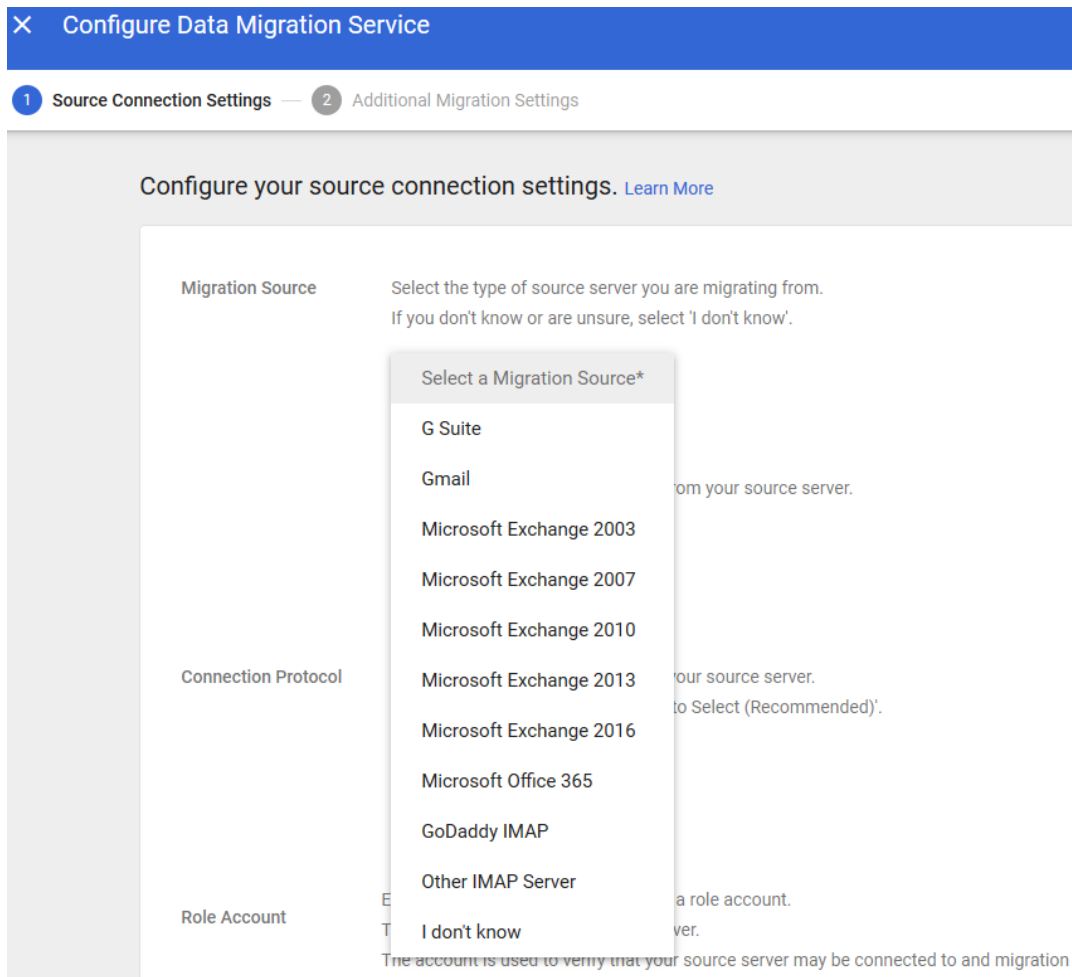 Configure Data Migration Service
1 Source Connection Settings — 2 Additional Migration Settings
Configure your source connection settings. Learn More
Migration Source
Select the type of source server you are migrating from.
If you don't know or are unsure, select 'I don't know'.
Select a Migration Source*
G Suite
Gmail
from your source server.
Microsoft Exchange 2003
Microsoft Exchange 2007
Microsoft Exchange 2010
Connection Protocol
Microsoft Exchange 2013
your source server.
to Select (Recommended)'.
Microsoft Exchange 2016
Microsoft Office 365
GoDaddy IMAP
Other IMAP Server
Role Account
a role account.
I don't know
The account is used to verify that your source server may be connected to and migration